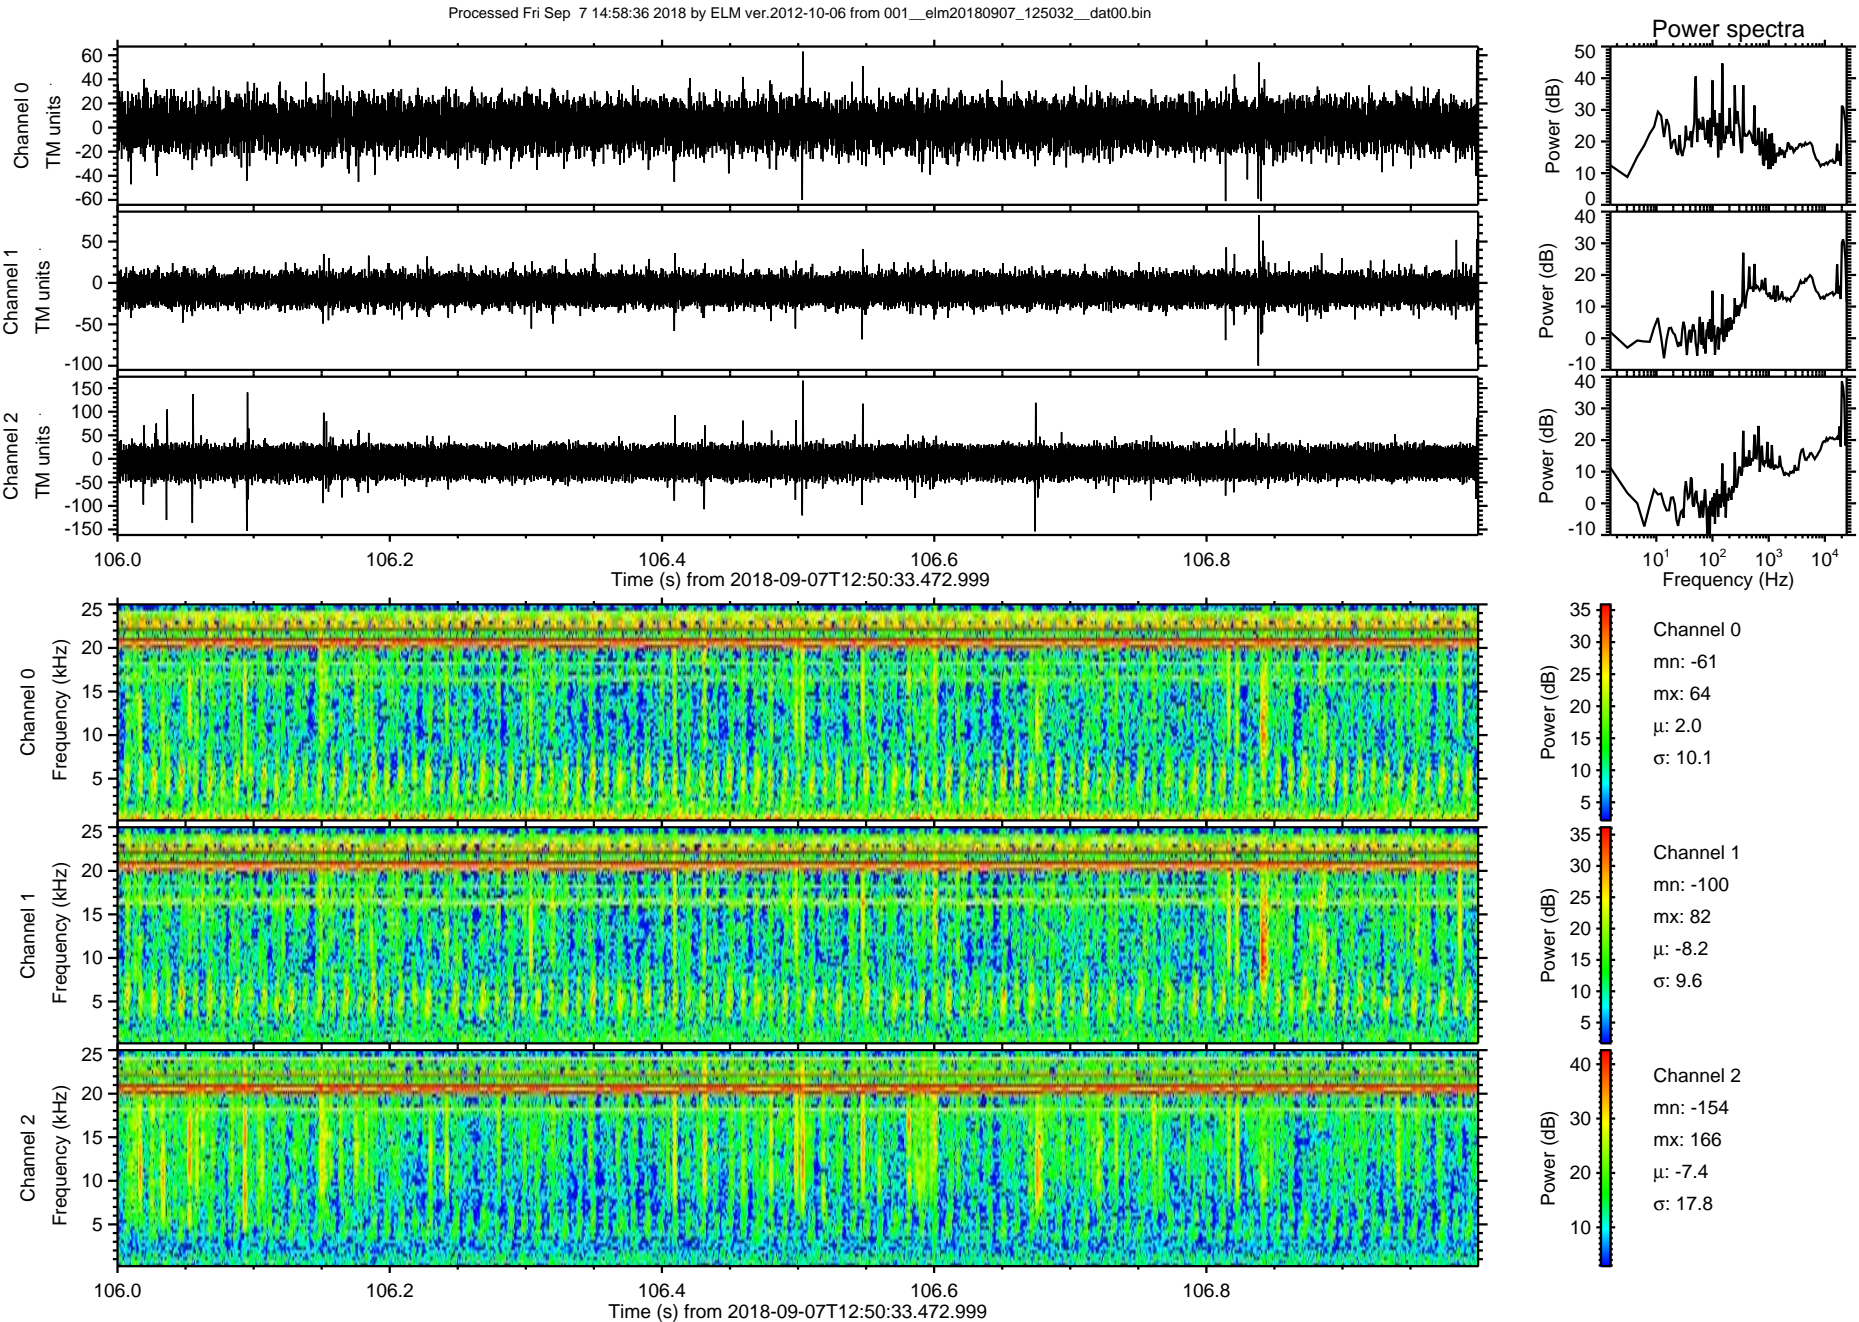 Processed Fri Sep  7 14:58:36 2018 by ELM ver.2012-10-06 from 001__elm20180907_125032__dat00.bin
Power spectra
Channel 0
TM units
60
40
20
0
-20
-40
-60
Power (dB)
50
40
30
20
10
0
Channel 1
TM units
50
0
-50
-100
Power (dB)
40
30
20
10
0
-10
Channel 2
TM units
150
100
50
0
-50
-100
-150
Power (dB)
40
30
20
10
0
-10
106.0 106.2 106.4 106.6 106.8
Time (s) from 2018-09-07T12:50:33.472.999
10¹ 10² 10³ 10⁴
Frequency (Hz)
Channel 0
Frequency (kHz)
25
20
15
10
5
Power (dB)
35
30
25
20
15
10
5
Channel 0
mn: -61
mx: 64
μ: 2.0
σ: 10.1
Channel 1
Frequency (kHz)
25
20
15
10
5
Power (dB)
35
30
25
20
15
10
5
Channel 1
mn: -100
mx: 82
μ: -8.2
σ: 9.6
Channel 2
Frequency (kHz)
25
20
15
10
5
Power (dB)
40
30
20
10
Channel 2
mn: -154
mx: 166
μ: -7.4
σ: 17.8
106.0 106.2 106.4 106.6 106.8
Time (s) from 2018-09-07T12:50:33.472.999